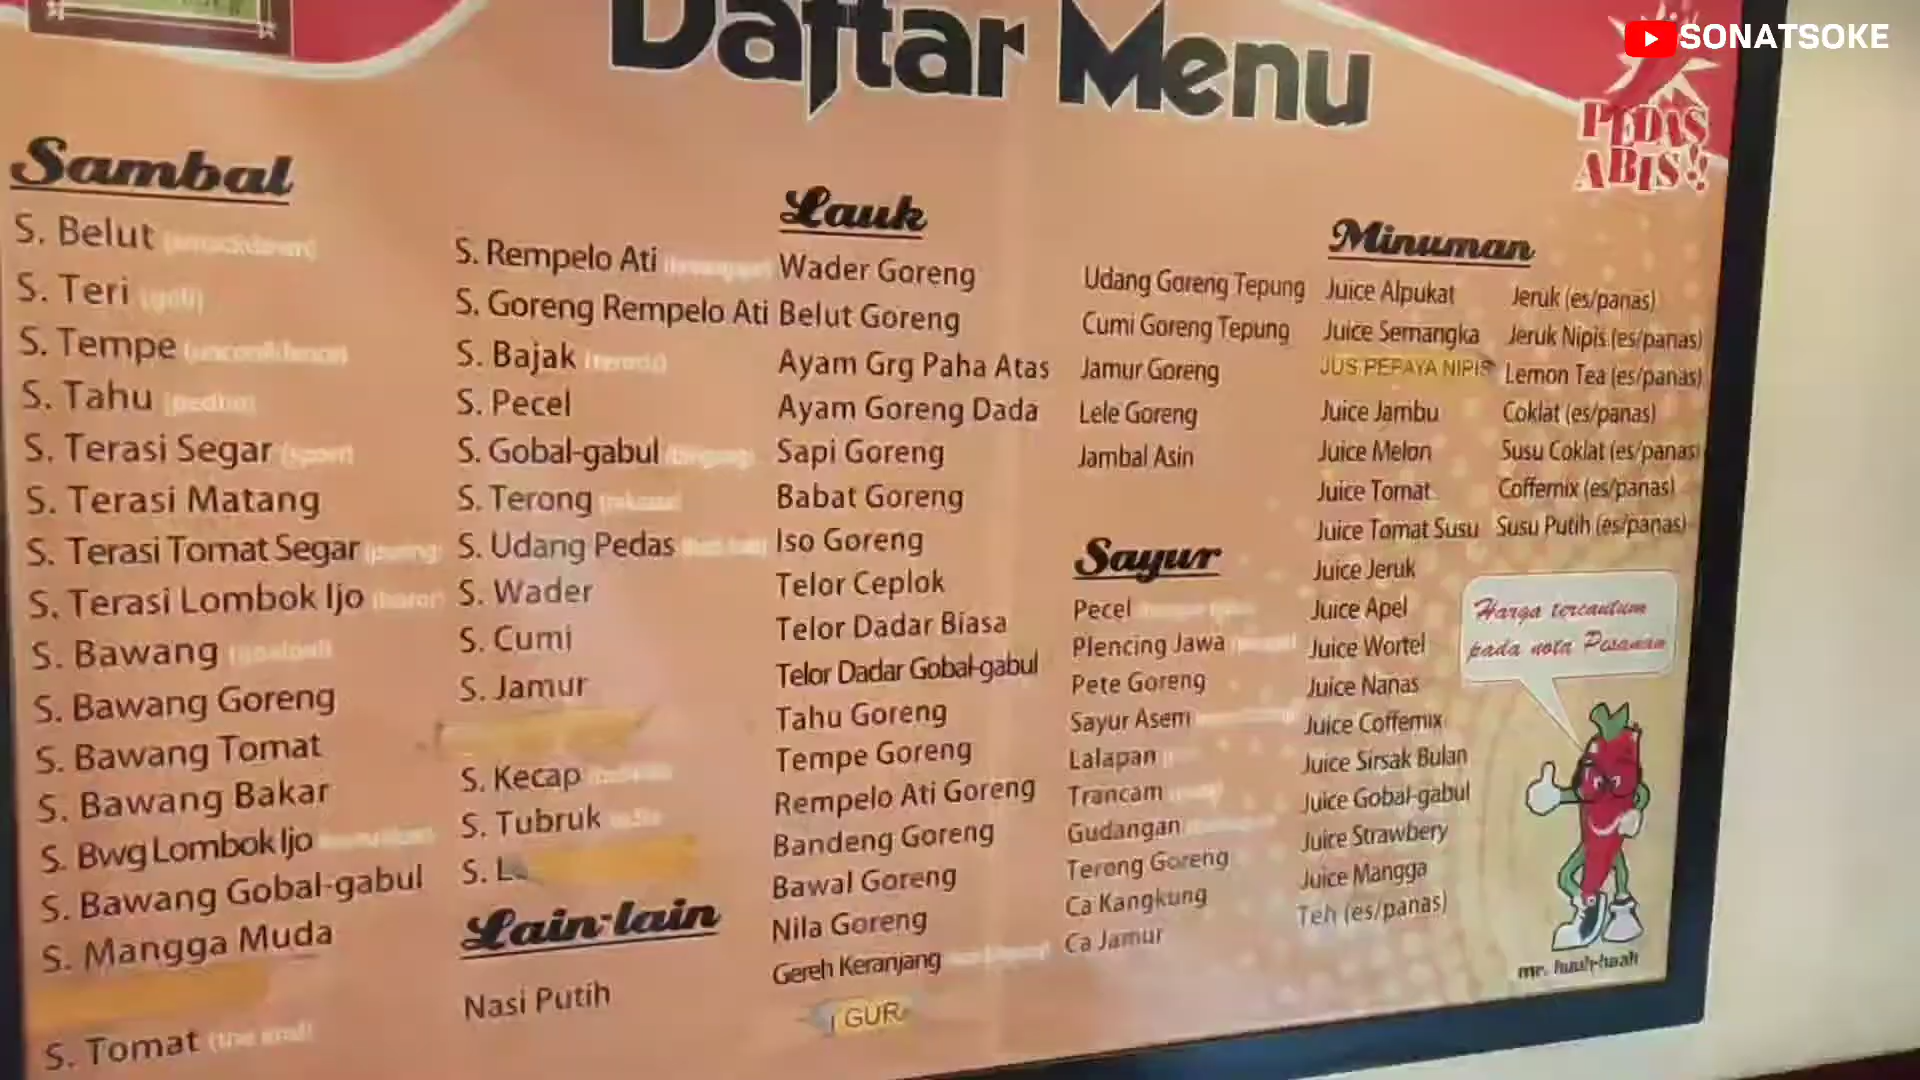 SONATSOKE
Daftar Menu
PEDAS
ABIS!!
Sambal
S. Belut
S. Teri
S. Tempe
S. Tahu
S. Terasi Segar
S. Terasi Matang
S. Terasi Tomat Segar
S. Terasi Lombok Ijo
S. Bawang
S. Bawang Goreng
S. Bawang Tomat
S. Bawang Bakar
S. Bwg Lombok Ijo
S. Bawang Gobal-gabul
S. Mangga Muda
S. Tomat (the end)
S. Rempelo Ati
S. Goreng Rempelo Ati
S. Bajak
S. Pecel
S. Gobal-gabul
S. Terong
S. Udang Pedas
S. Wader
S. Cumi
S. Jamur
S. Kecap
S. Tubruk
S.
Lain-lain
Nasi Putih
Lauk
Wader Goreng
Belut Goreng
Ayam Grg Paha Atas
Ayam Goreng Dada
Sapi Goreng
Babat Goreng
Iso Goreng
Telor Ceplok
Telor Dadar Biasa
Telor Dadar Gobal-gabul
Tahu Goreng
Tempe Goreng
Rempelo Ati Goreng
Bandeng Goreng
Bawal Goreng
Nila Goreng
Gereh Keranjang
GUR
Udang Goreng Tepung
Cumi Goreng Tepung
Jamur Goreng
Lele Goreng
Jambal Asin
Sayur
Pecel
Plencing Jawa
Pete Goreng
Sayur Asem
Lalapan
Trancam
Gudangan
Terong Goreng
Ca Kangkung
Ca Jamur
Minuman
Juice Alpukat
Juice Semangka
JUS PEPAYA NIPIS
Juice Jambu
Juice Melon
Juice Tomat
Juice Tomat Susu
Juice Jeruk
Juice Apel
Juice Wortel
Juice Nanas
Juice Coffemix
Juice Sirsak Bulan
Juice Gobal-gabul
Juice Strawbery
Juice Mangga
Teh (es/panas)
Jeruk (es/panas)
Jeruk Nipis (es/panas)
Lemon Tea (es/panas)
Coklat (es/panas)
Susu Coklat (es/panas)
Coffemix (es/panas)
Susu Putih (es/panas)
Harga tercantum
pada nota Pesanan
mr. huah-haah